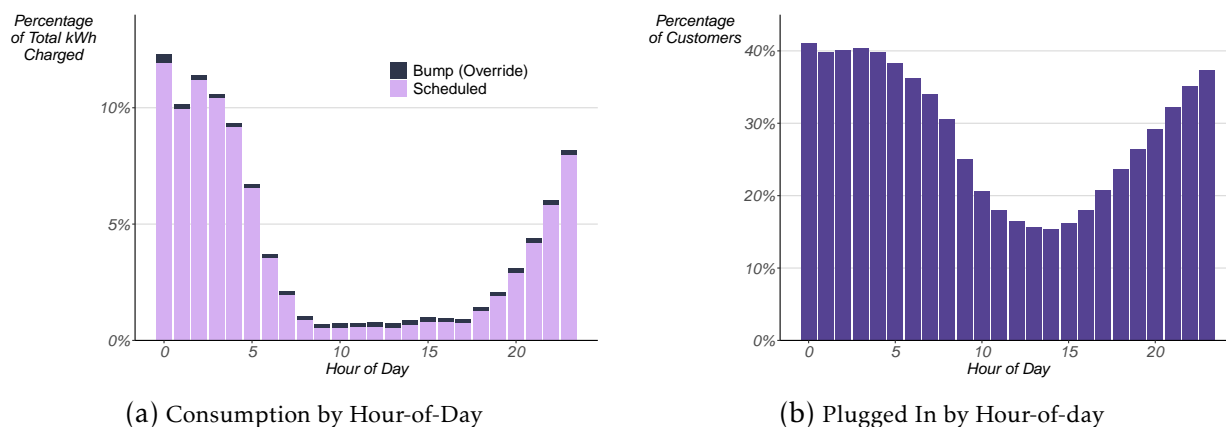 Percentage
of Total kWh
Charged
Bump (Override)
Scheduled
10%
5%
0%
0 5 10 15 20
Hour of Day
(a) Consumption by Hour-of-Day
Percentage
of Customers
40%
30%
20%
10%
0%
0 5 10 15 20
Hour of Day
(b) Plugged In by Hour-of-day